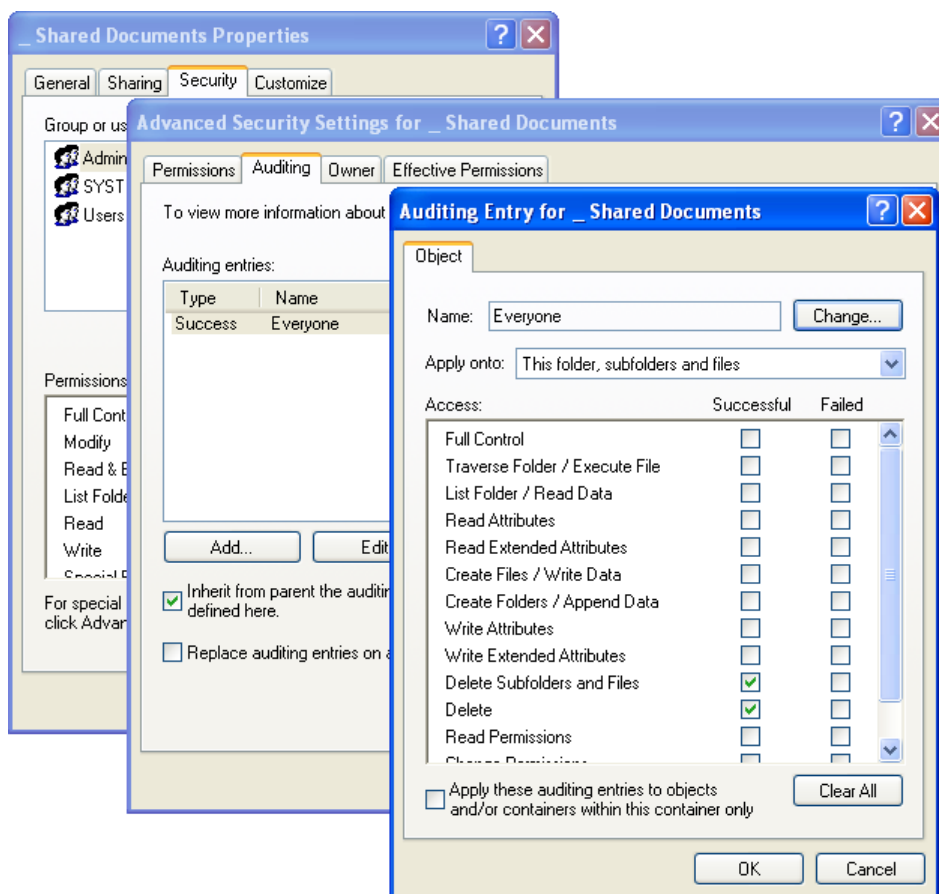 _ Shared Documents Properties
General Sharing Security Customize
Group or us
Admin
SYST
Users
Permissions
Full Cont
Modify
Read & E
List Folde
Read
Write
For special
click Advar
Advanced Security Settings for _ Shared Documents
Permissions Auditing Owner Effective Permissions
To view more information about
Auditing entries:
Type Name
Success Everyone
Add... Edit
Inherit from parent the auditin
defined here.
Replace auditing entries on a
Auditing Entry for _ Shared Documents
Object
Name: Everyone Change...
Apply onto: This folder, subfolders and files
Access: Successful Failed
Full Control
Traverse Folder / Execute File
List Folder / Read Data
Read Attributes
Read Extended Attributes
Create Files / Write Data
Create Folders / Append Data
Write Attributes
Write Extended Attributes
Delete Subfolders and Files
Delete
Read Permissions
Change Permissions
Apply these auditing entries to objects
and/or containers within this container only
Clear All
OK Cancel